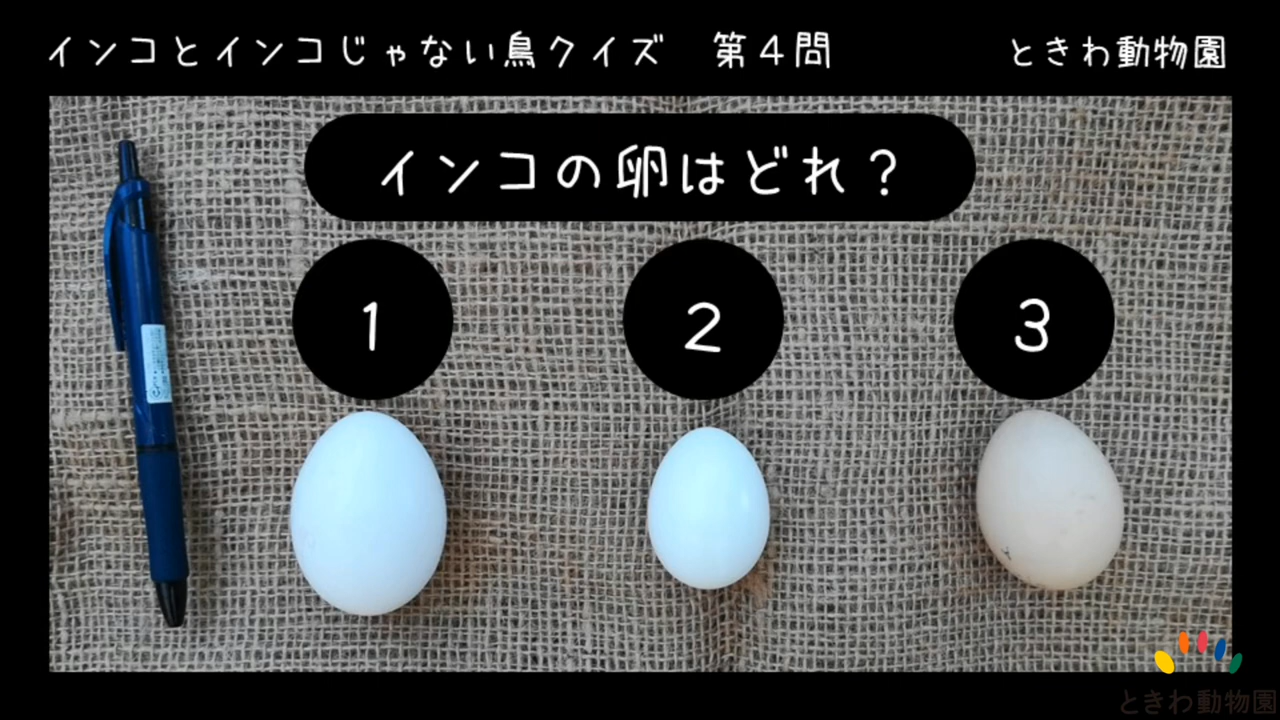 インコとインコじゃない鳥クイズ　第4問
ときわ動物園
インコの卵はどれ？
1
2
3
ときわ動物園